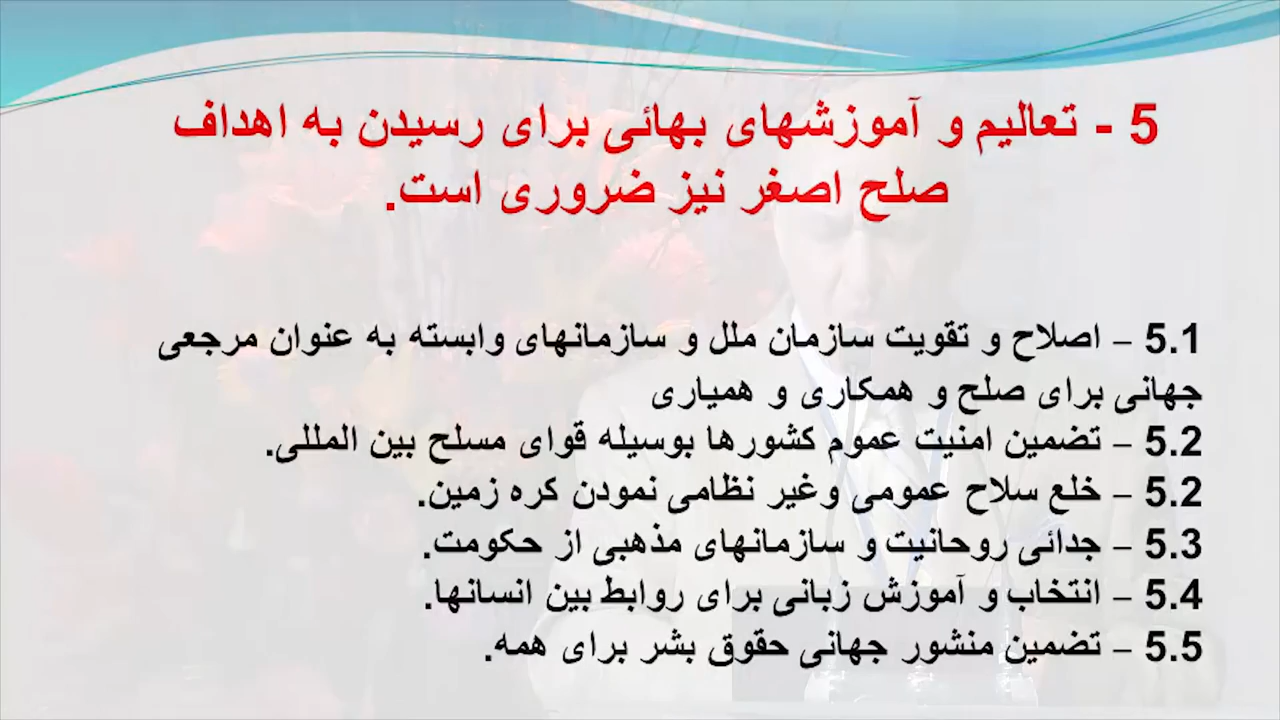 5 - تعالیم و آموزشهای بهائی برای رسیدن به اهداف
صلح اصغر نیز ضروری است.
5.1 – اصلاح و تقویت سازمان ملل و سازمانهای وابسته به عنوان مرجعی
جهانی برای صلح و همکاری و همیاری
5.2 – تضمین امنیت عموم کشورها بوسیله قوای مسلح بین المللی.
5.2 – خلع سلاح عمومی وغیر نظامی نمودن کره زمین.
5.3 – جدائی روحانیت و سازمانهای مذهبی از حکومت.
5.4 – انتخاب و آموزش زبانی برای روابط بین انسانها.
5.5 – تضمین منشور جهانی حقوق بشر برای همه.